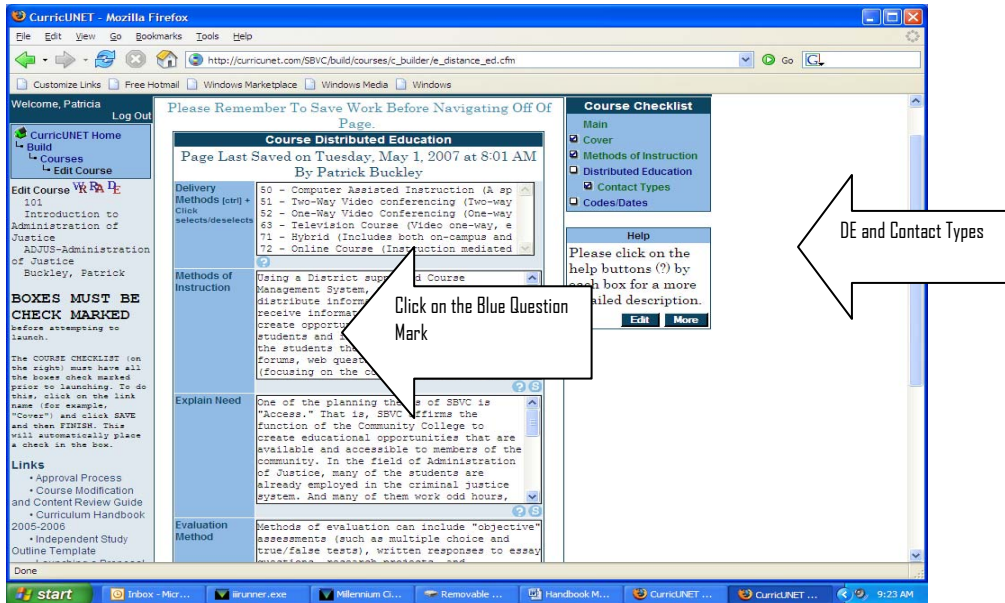 CurricUNET - Mozilla Firefox
File Edit View Go Bookmarks Tools Help
http://curricunet.com/SBVC/build/courses/c_builder/e_distance_ed.cfm
Go
Customize Links Free Hotmail Windows Marketplace Windows Media Windows
Welcome, Patricia
Log Out
CurricUNET Home
Build
Courses
Edit Course
Edit Course WR RA DE
101
Introduction to
Administration of
Justice
ADJUS-Administration
of Justice
Buckley, Patrick
BOXES MUST BE
CHECK MARKED
before attempting to
launch.
The COURSE CHECKLIST (on
the right) must have all
the boxes check marked
prior to launching. To do
this, click on the link
name (for example,
"Cover") and click SAVE
and then FINISH. This
will automatically place
a check in the box.
Links
• Approval Process
• Course Modification
and Content Review Guide
• Curriculum Handbook
2005-2006
• Independent Study
Outline Template
Please Remember To Save Work Before Navigating Off Of
Page.
Course Distributed Education
Page Last Saved on Tuesday, May 1, 2007 at 8:01 AM
By Patrick Buckley
Delivery
Methods [ctrl] +
Click
selects/deselects
50 - Computer Assisted Instruction (A sp
51 - Two-Way Video conferencing (Two-way
52 - One-Way Video Conferencing (One-way
63 - Television Course (Video one-way, e
71 - Hybrid (Includes both on-campus and
72 - Online Course (Instruction mediated
?
Methods of
Instruction
Using a District supp d Course
Management System,
distribute inform
receive informat
create opportu
students and i
the students th
forums, web quest
(focusing on the co
? S
Explain Need
One of the planning the s of SBVC is
"Access." That is, SBVC ffirms the
function of the Community College to
create educational opportunities that are
available and accessible to members of the
community. In the field of Administration
of Justice, many of the students are
already employed in the criminal justice
system. And many of them work odd hours,
? S
Evaluation
Method
Methods of evaluation can include "objective"
assessments (such as multiple choice and
true/false tests), written responses to essay
Course Checklist
Main
Cover
Methods of Instruction
Distributed Education
Contact Types
Codes/Dates
Help
Please click on the
help buttons (?) by
each box for a more
ailed description.
Edit More
Click on the Blue Question
Mark
DE and Contact Types
Done
start Inbox - Micr... iirunner.exe Millennium Ci... Removable ... Handbook M... CurricUNET ... CurricUNET ... 9:23 AM